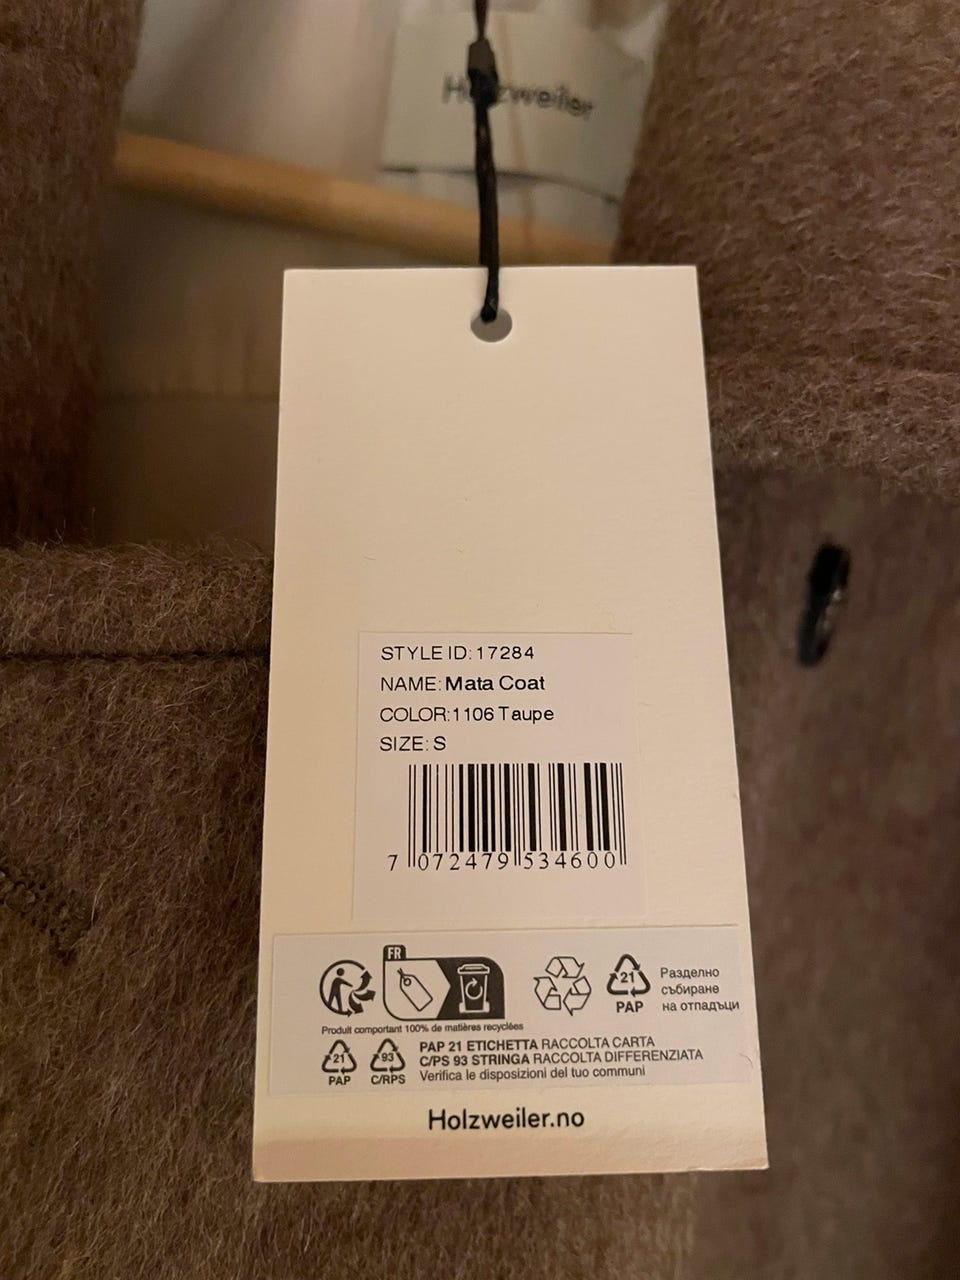 Holzweiler
STYLE ID: 17284
NAME: Mata Coat
COLOR: 1106 Taupe
SIZE: S
7 072479 534600
FR
21
PAP
Разделно
събиране
на отпадъци
Produit comportant 100% de matières recyclées
21
PAP
93
C/RPS
PAP 21 ETICHETTA RACCOLTA CARTA
C/PS 93 STRINGA RACCOLTA DIFFERENZIATA
Verifica le disposizioni del tuo communi
Holzweiler.no